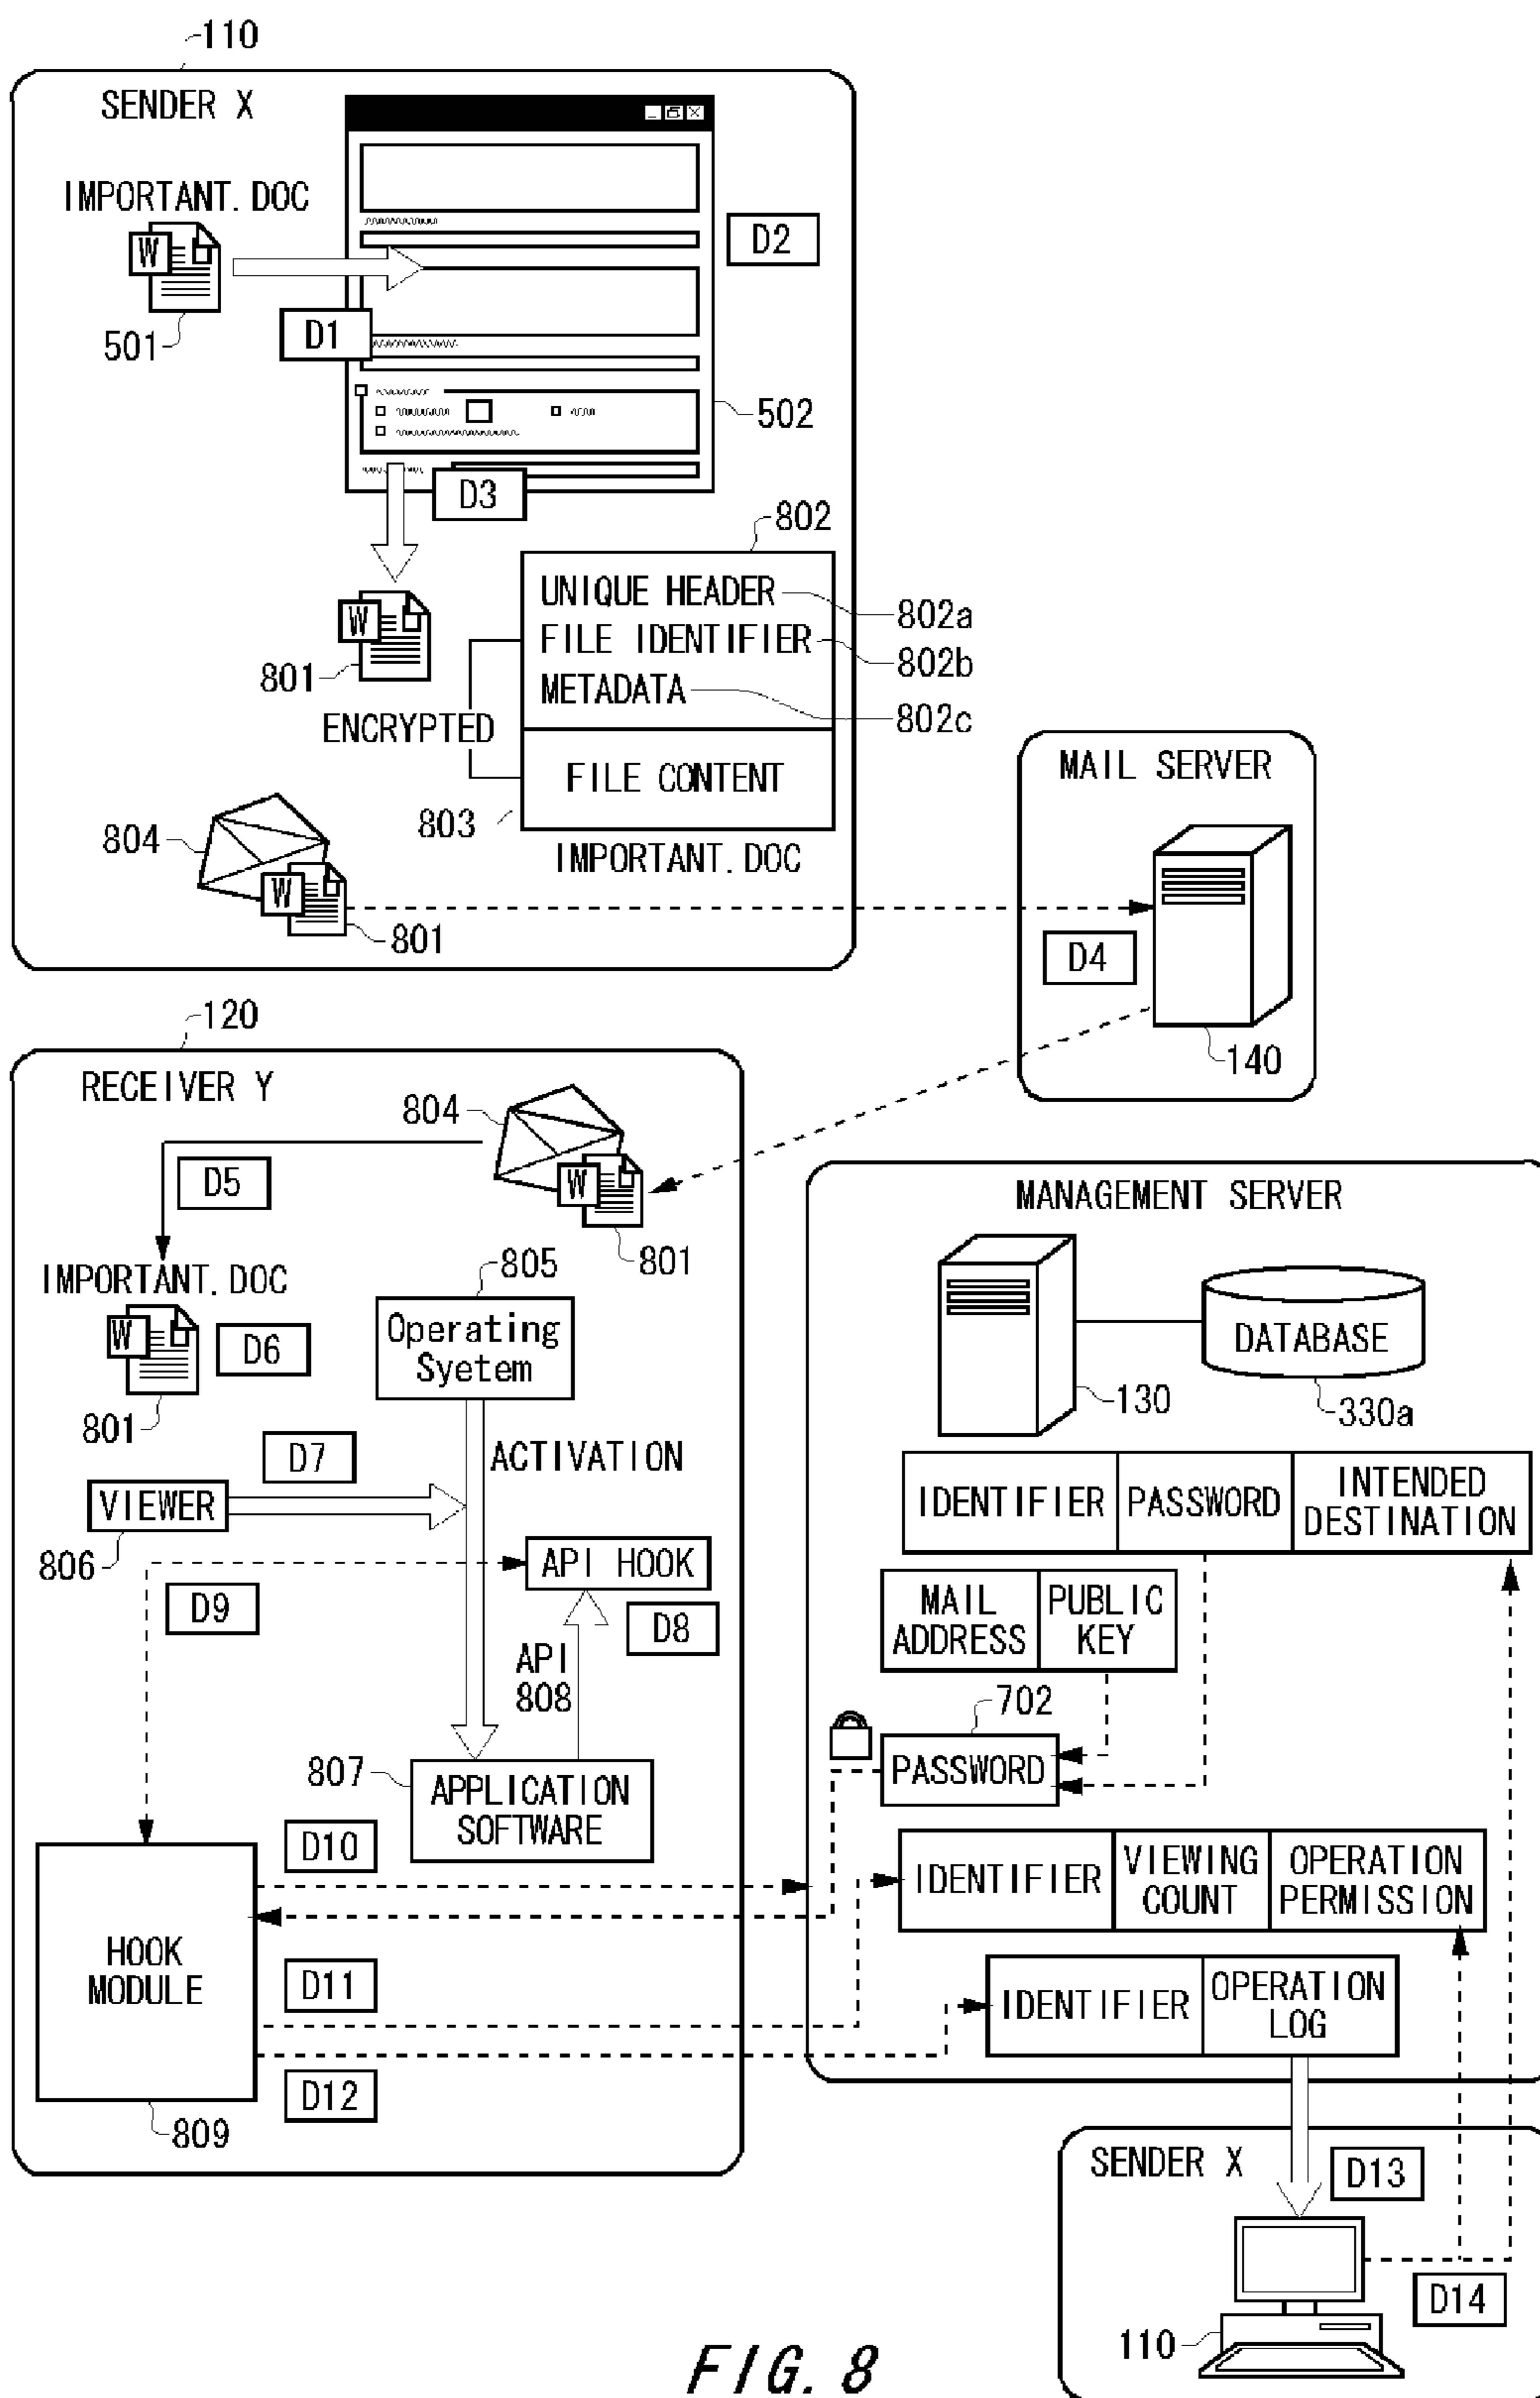 110
SENDER X
IMPORTANT.DOC
W
501
D1
D2
502
D3
802
UNIQUE HEADER
802a
FILE IDENTIFIER
802b
METADATA
802c
W
801
ENCRYPTED
FILE CONTENT
803
IMPORTANT.DOC
804
W
801
MAIL SERVER
D4
140
120
RECEIVER Y
804
W
801
D5
IMPORTANT.DOC
W
D6
801
805
Operating
Syetem
D7
ACTIVATION
VIEWER
806
API HOOK
D9
D8
API
808
807
APPLICATION
SOFTWARE
D10
HOOK
MODULE
D11
D12
809
MANAGEMENT SERVER
130
DATABASE
330a
IDENTIFIER
PASSWORD
INTENDED
DESTINATION
MAIL
ADDRESS
PUBLIC
KEY
702
PASSWORD
IDENTIFIER
VIEWING
COUNT
OPERATION
PERMISSION
IDENTIFIER
OPERATION
LOG
SENDER X
D13
D14
110
FIG. 8